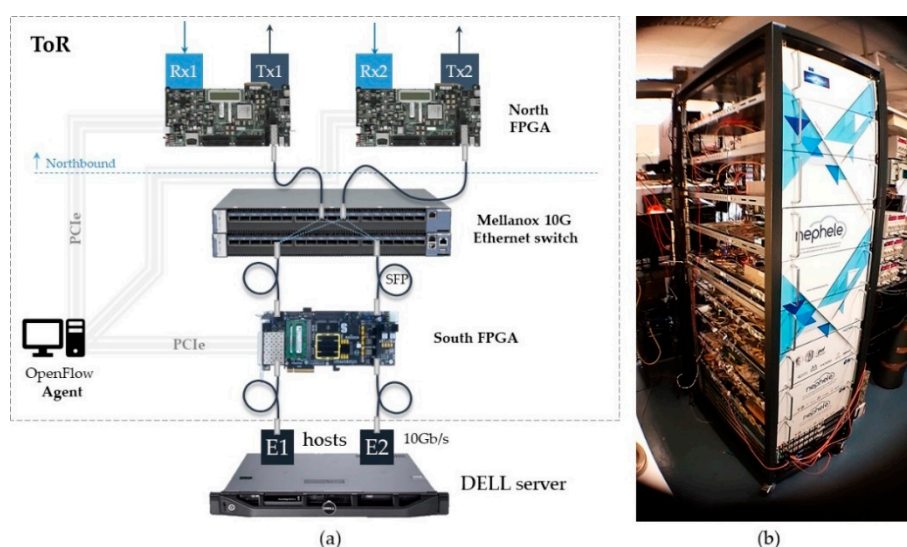 ToR
Rx1
Tx1
Rx2
Tx2
North
FPGA
Northbound
PCIe
Mellanox 10G
Ethernet switch
SFP
South FPGA
PCIe
OpenFlow
Agent
E1
hosts
E2
10Gb/s
DELL server
(a)
nephele
nephele
(b)